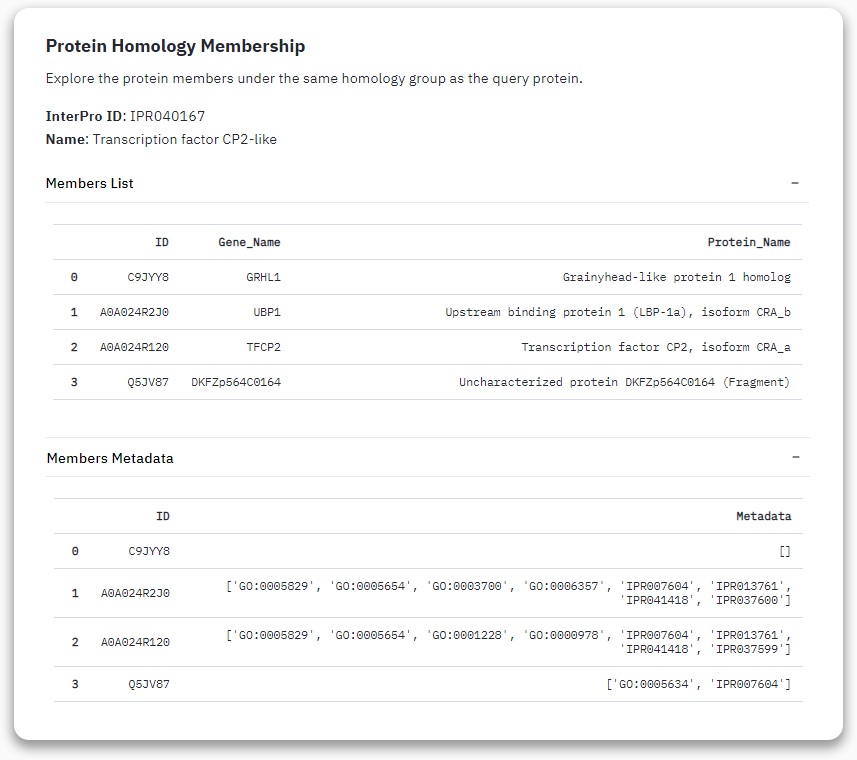 Protein Homology Membership
Explore the protein members under the same homology group as the query protein.
InterPro ID: IPR040167
Name: Transcription factor CP2-like
Members List −
ID Gene_Name Protein_Name
0 C9JYY8 GRHL1 Grainyhead-like protein 1 homolog
1 A0A024R2J0 UBP1 Upstream binding protein 1 (LBP-1a), isoform CRA_b
2 A0A024R120 TFCP2 Transcription factor CP2, isoform CRA_a
3 Q5JV87 DKFZp564C0164 Uncharacterized protein DKFZp564C0164 (Fragment)
Members Metadata −
ID Metadata
0 C9JYY8 []
1 A0A024R2J0 ['GO:0005829', 'GO:0005654', 'GO:0003700', 'GO:0006357', 'IPR007604', 'IPR013761',
'IPR041418', 'IPR037600']
2 A0A024R120 ['GO:0005829', 'GO:0005654', 'GO:0001228', 'GO:0000978', 'IPR007604', 'IPR013761',
'IPR041418', 'IPR037599']
3 Q5JV87 ['GO:0005634', 'IPR007604']